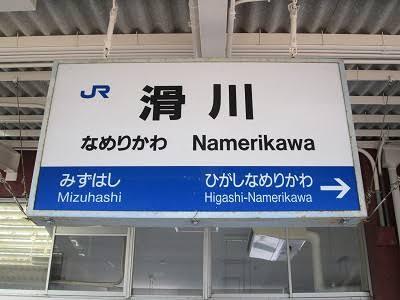 JR
滑川
なめりかわ Namerikawa
みずはし ひがしなめりかわ
Mizuhashi Higashi-Namerikawa →